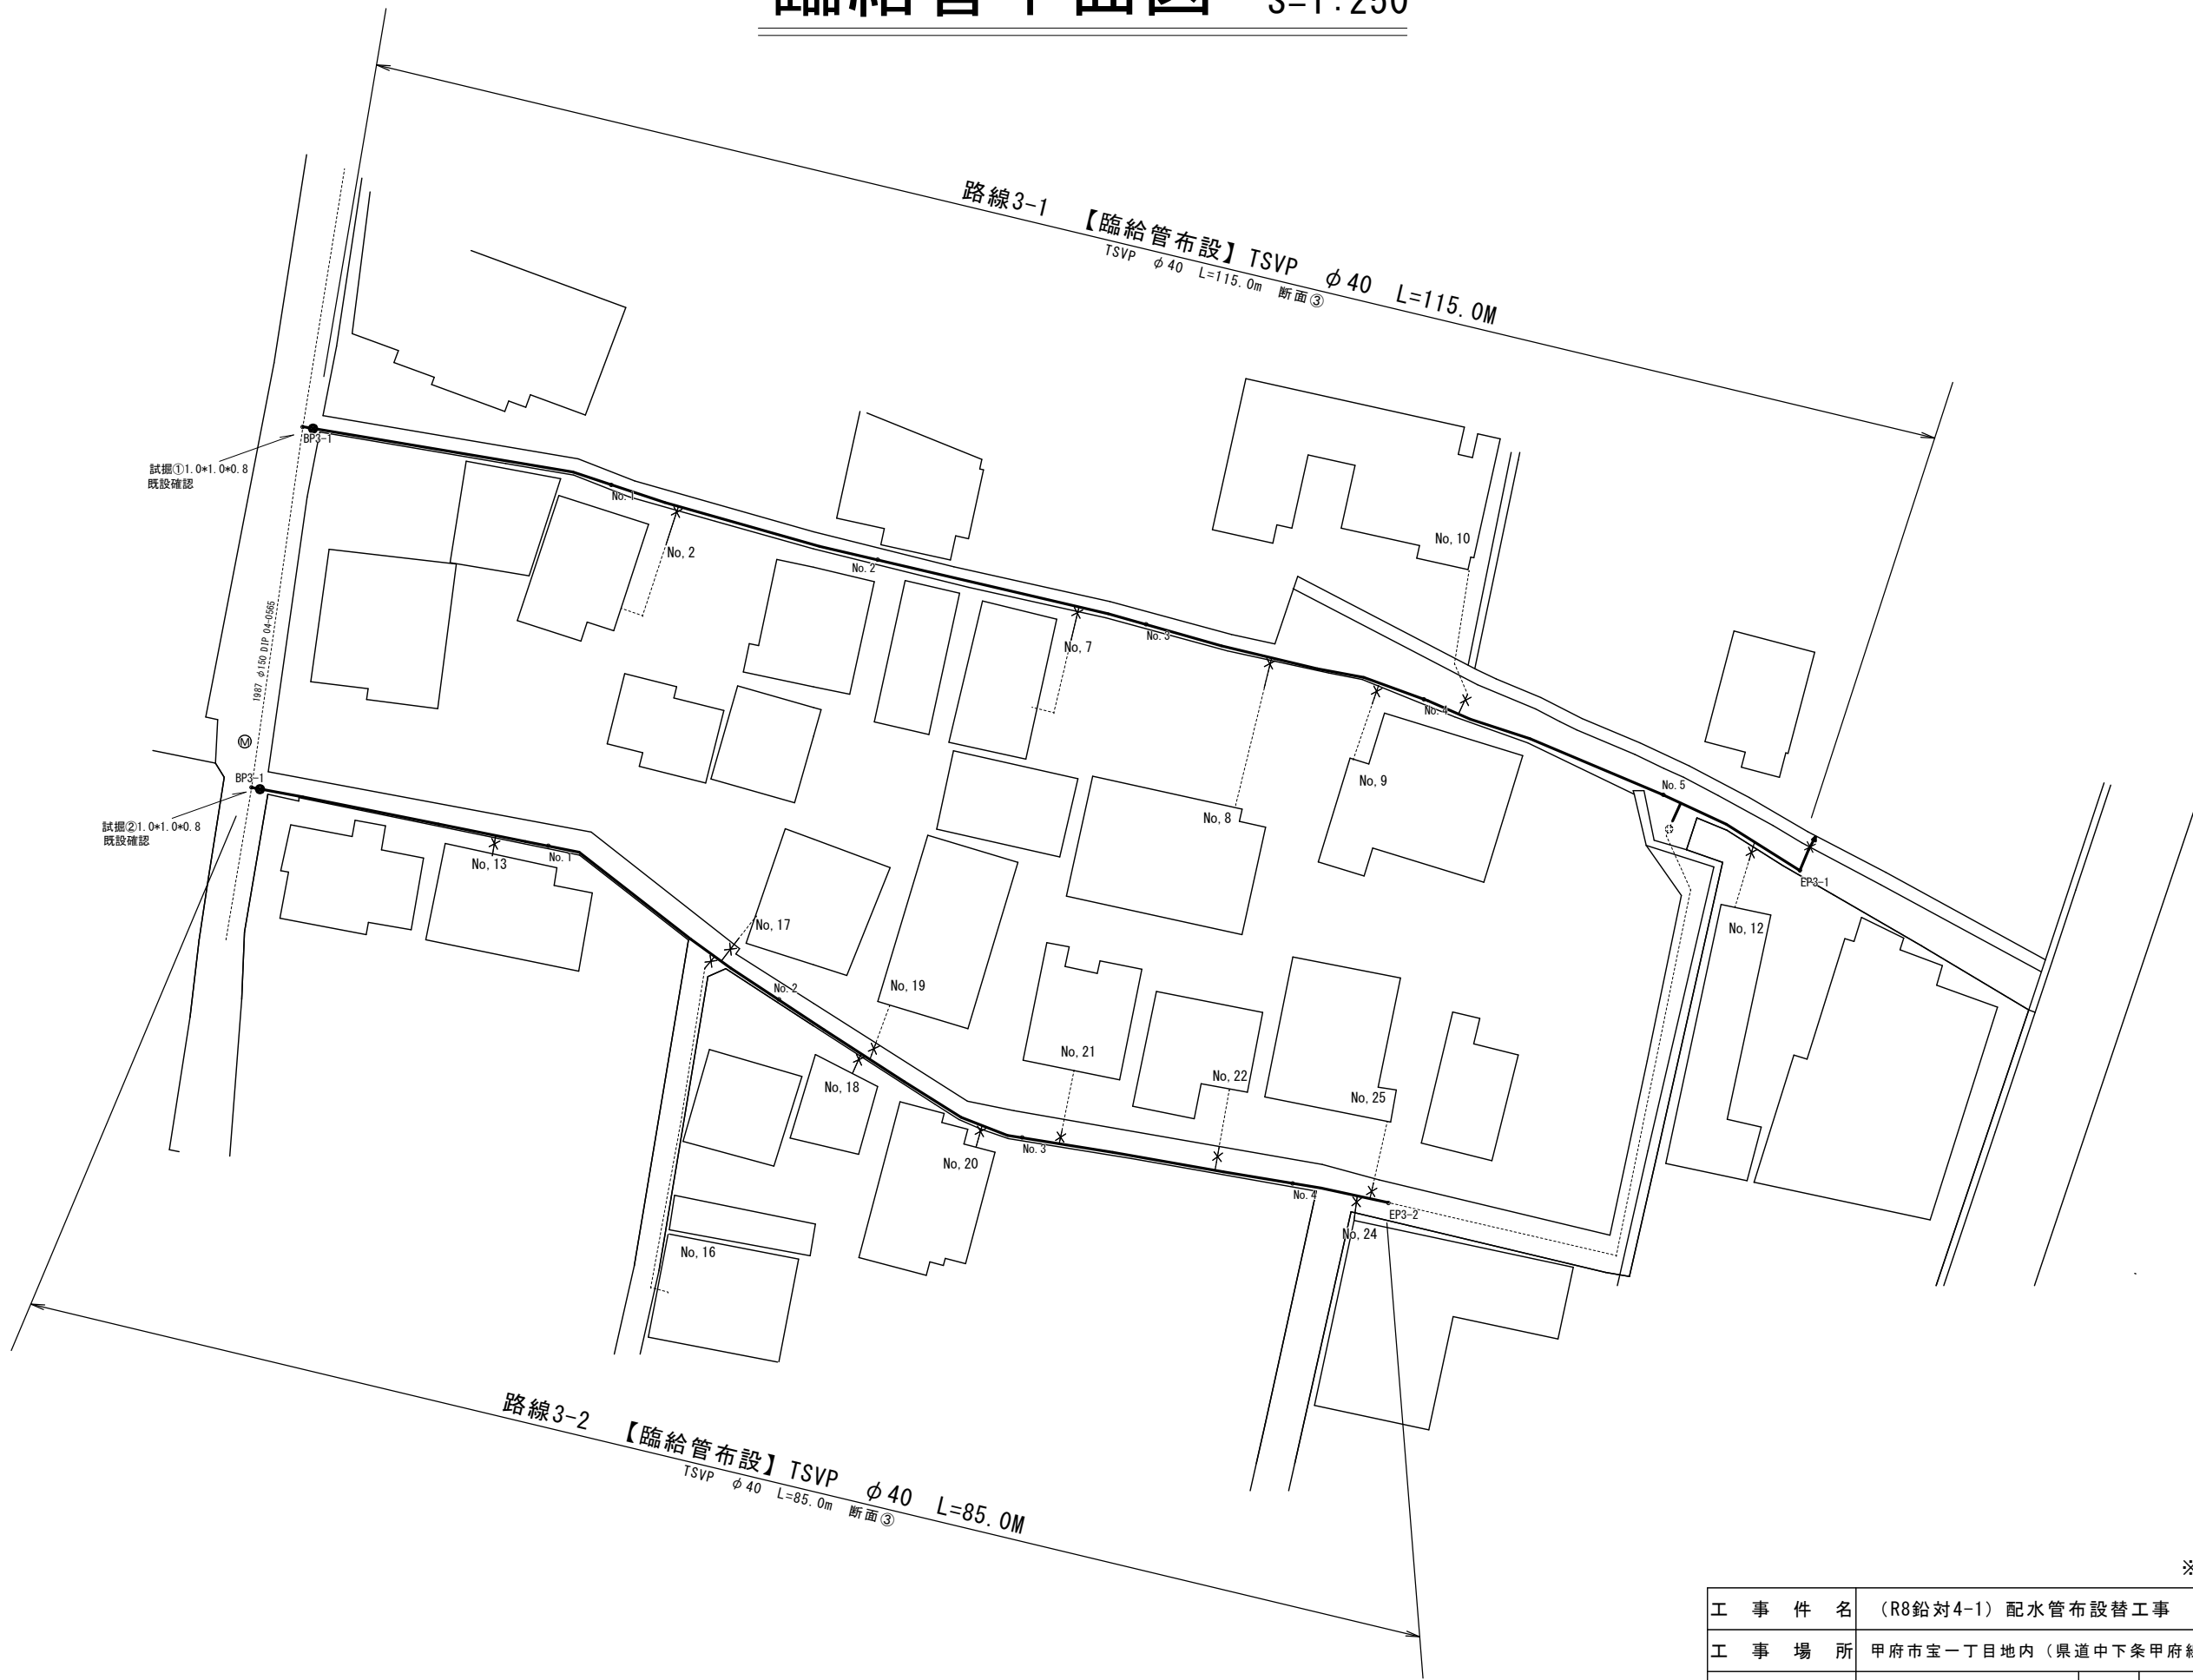 臨給管平面図 S=1:250
路線3-1 【臨給管布設】TSVP φ40 L=115.0M
TSVP φ40 L=115.0m 断面③
BP3-1
試掘①1.0*1.0*0.8
既設確認
No.1
No,2
No.2
No,7
No.3
No,8
No,9
No.4
No,10
No.5
No,12
EP3-1
1987 φ150 DIP 04-0565
M
BP3-1
試掘②1.0*1.0*0.8
既設確認
No,13
No.1
No,17
No.2
No,19
No,18
No,16
No,20
No.3
No,21
No,22
No,25
No.4
No,24
EP3-2
路線3-2 【臨給管布設】TSVP φ40 L=85.0M
TSVP φ40 L=85.0m 断面③
※
工事件名 (R8鉛対4-1)配水管布設替工事
工事場所 甲府市宝一丁目地内(県道中下条甲府